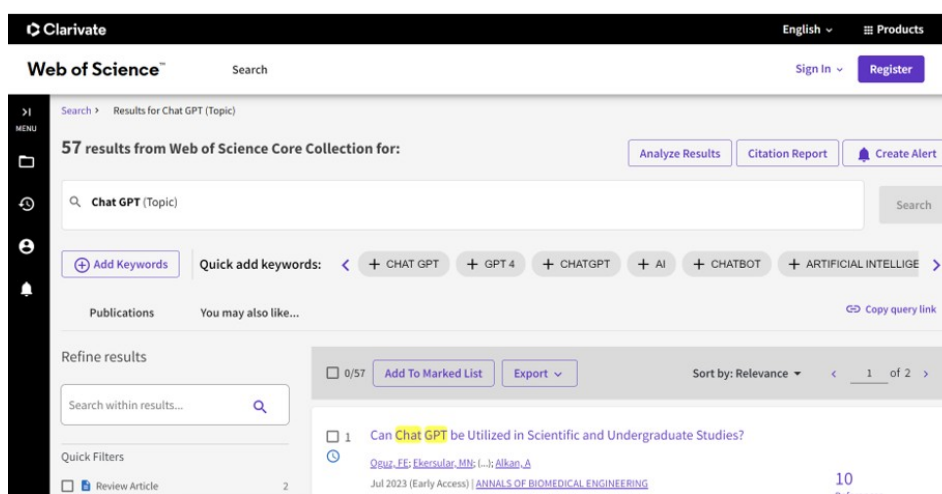 Clarivate English Products
Web of Science™ Search Sign In Register
MENU
Search > Results for Chat GPT (Topic)
57 results from Web of Science Core Collection for:
Analyze Results Citation Report Create Alert
Chat GPT (Topic) Search
Add Keywords Quick add keywords: < + CHAT GPT + GPT 4 + CHATGPT + AI + CHATBOT + ARTIFICIAL INTELLIGE >
Publications You may also like... Copy query link
Refine results
0/57 Add To Marked List Export Sort by: Relevance < 1 of 2 >
Search within results...
1 Can Chat GPT be Utilized in Scientific and Undergraduate Studies?
Quick Filters
Oguz, FE; Ekersular, MN; (...); Alkan, A
Review Article 2
Jul 2023 (Early Access) | ANNALS OF BIOMEDICAL ENGINEERING
10